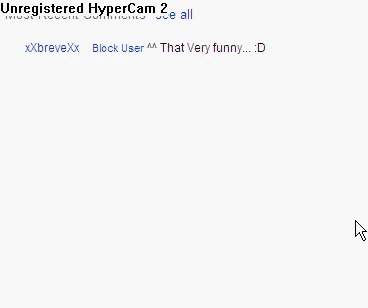 Unregistered HyperCam 2
Most Recent Comments see all
xXbreveXx Block User ^^ That Very funny... :D